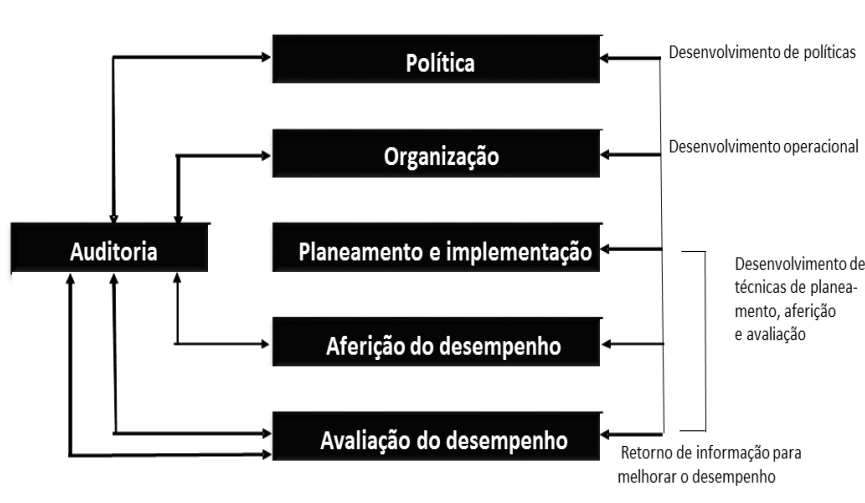 Política
Desenvolvimento de políticas
Organização
Desenvolvimento operacional
Auditoria
Planeamento e implementação
Desenvolvimento de
técnicas de planea-
mento, aferição
e avaliação
Aferição do desempenho
Avaliação do desempenho
Retorno de informação para
melhorar o desempenho